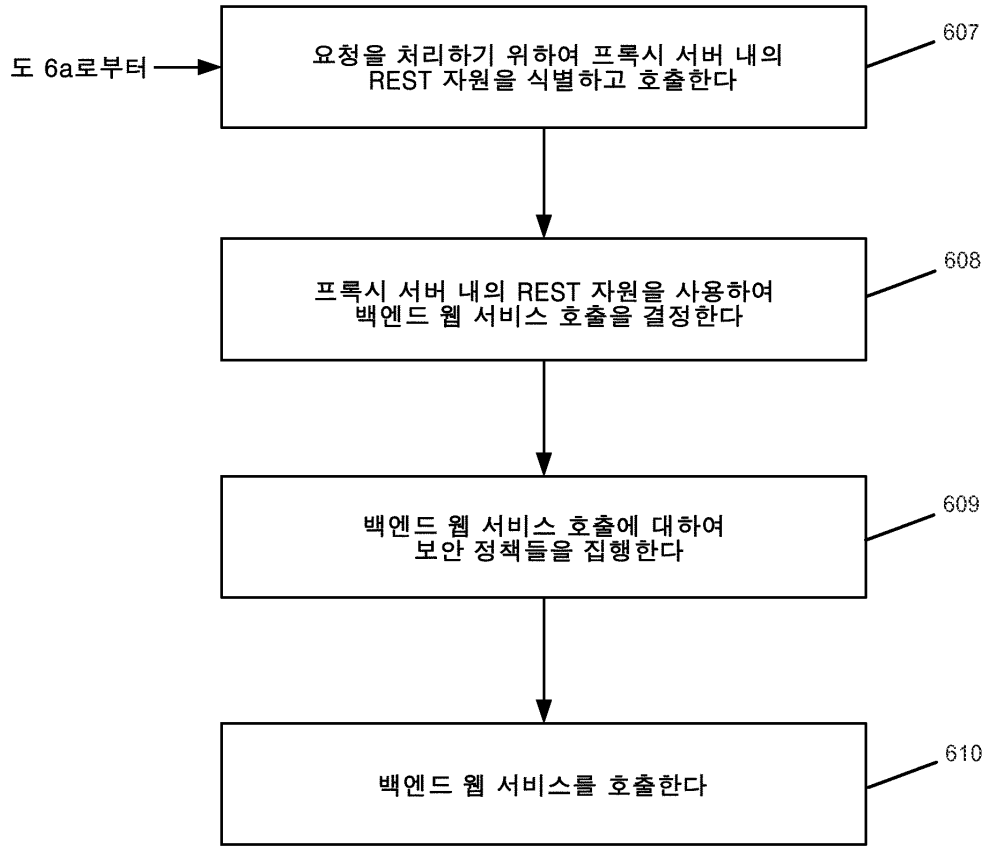 도 6a로부터
요청을 처리하기 위하여 프록시 서버 내의
REST 자원을 식별하고 호출한다
607
프록시 서버 내의 REST 자원을 사용하여
백엔드 웹 서비스 호출을 결정한다
608
백엔드 웹 서비스 호출에 대하여
보안 정책들을 집행한다
609
백엔드 웹 서비스를 호출한다
610